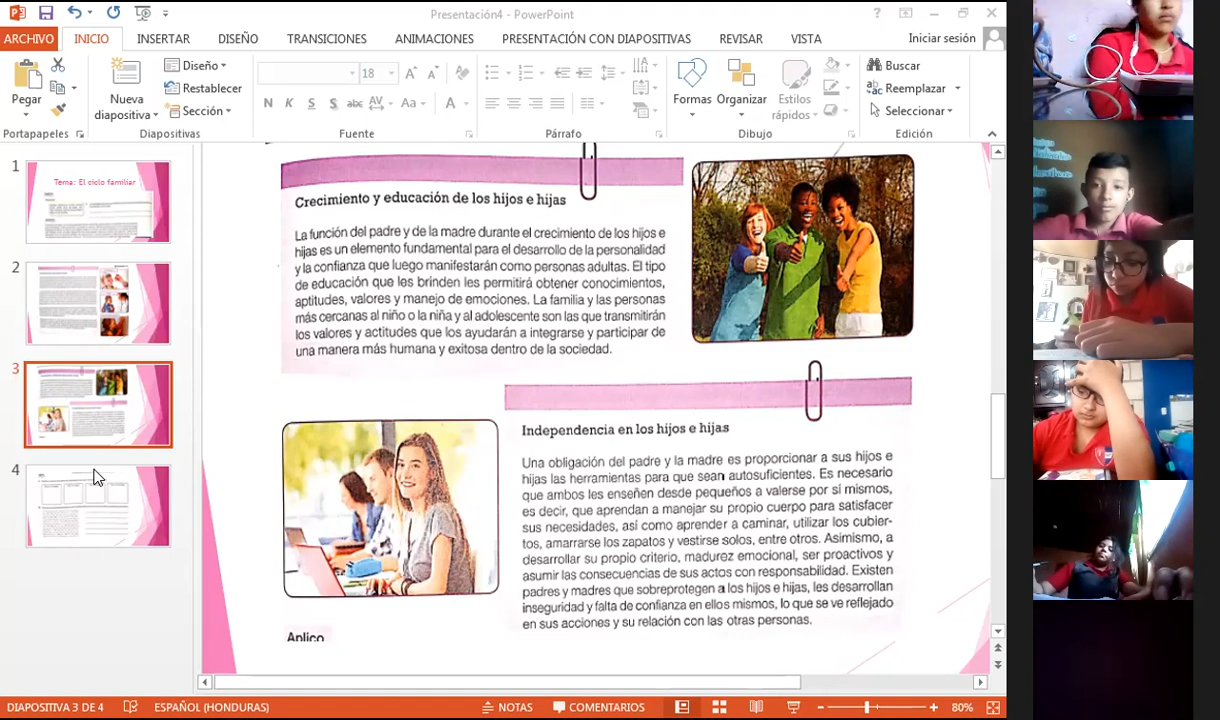 Presentación4 - PowerPoint
ARCHIVO INICIO INSERTAR DISEÑO TRANSICIONES ANIMACIONES PRESENTACIÓN CON DIAPOSITIVAS REVISAR VISTA Iniciar sesión
Pegar
Nueva
diapositiva
Diseño
Restablecer
Sección
18
N K S S abc AV Aa A
Formas Organizar Estilos
rápidos
Buscar
Reemplazar
Seleccionar
Portapapeles Diapositivas Fuente Párrafo Dibujo Edición
1
Tema: El ciclo familiar
2
3
4
Crecimiento y educación de los hijos e hijas
La función del padre y de la madre durante el crecimiento de los hijos e
hijas es un elemento fundamental para el desarrollo de la personalidad
y la confianza que luego manifestarán como personas adultas. El tipo
de educación que les brinden les permitirá obtener conocimientos,
aptitudes, valores y manejo de emociones. La familia y las personas
más cercanas al niño o la niña y al adolescente son las que transmitirán
los valores y actitudes que los ayudarán a integrarse y participar de
una manera más humana y exitosa dentro de la sociedad.
Independencia en los hijos e hijas
Una obligación del padre y la madre es proporcionar a sus hijos e
hijas las herramientas para que sean autosuficientes. Es necesario
que ambos les enseñen desde pequeños a valerse por sí mismos,
es decir, que aprendan a manejar su propio cuerpo para satisfacer
sus necesidades, así como aprender a caminar, utilizar los cubier-
tos, amarrarse los zapatos y vestirse solos, entre otros. Asimismo, a
desarrollar su propio criterio, madurez emocional, ser proactivos y
asumir las consecuencias de sus actos con responsabilidad. Existen
padres y madres que sobreprotegen a los hijos e hijas, les desarrollan
inseguridad y falta de confianza en ellos mismos, lo que se ve reflejado
en sus acciones y su relación con las otras personas.
Aplico
DIAPOSITIVA 3 DE 4 ESPAÑOL (HONDURAS) NOTAS COMENTARIOS 80%